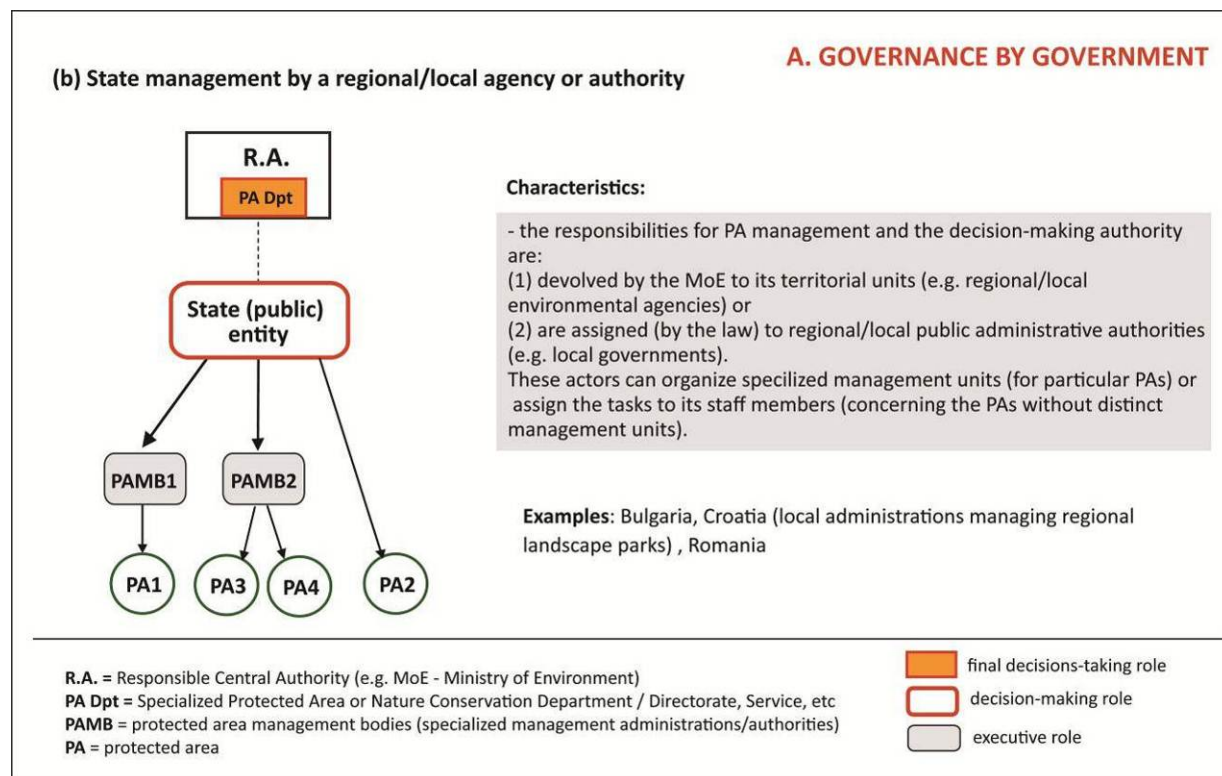 A. GOVERNANCE BY GOVERNMENT
(b) State management by a regional/local agency or authority
R.A.
PA Dpt
State (public)
entity
PAMB1
PAMB2
PA1
PA3
PA4
PA2
Characteristics:
- the responsibilities for PA management and the decision-making authority
are:
(1) devolved by the MoE to its territorial units (e.g. regional/local
environmental agencies) or
(2) are assigned (by the law) to regional/local public administrative authorities
(e.g. local governments).
These actors can organize specilized management units (for particular PAs) or
assign the tasks to its staff members (concerning the PAs without distinct
management units).
Examples: Bulgaria, Croatia (local administrations managing regional
landscape parks) , Romania
R.A. = Responsible Central Authority (e.g. MoE - Ministry of Environment)
PA Dpt = Specialized Protected Area or Nature Conservation Department / Directorate, Service, etc
PAMB = protected area management bodies (specialized management administrations/authorities)
PA = protected area
final decisions-taking role
decision-making role
executive role